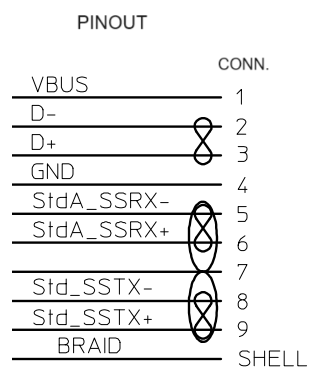 PINOUT
CONN.
VBUS 1
D- 2
D+ 3
GND 4
StdA_SSRX- 5
StdA_SSRX+ 6
7
Std_SSTX- 8
Std_SSTX+ 9
BRAID SHELL